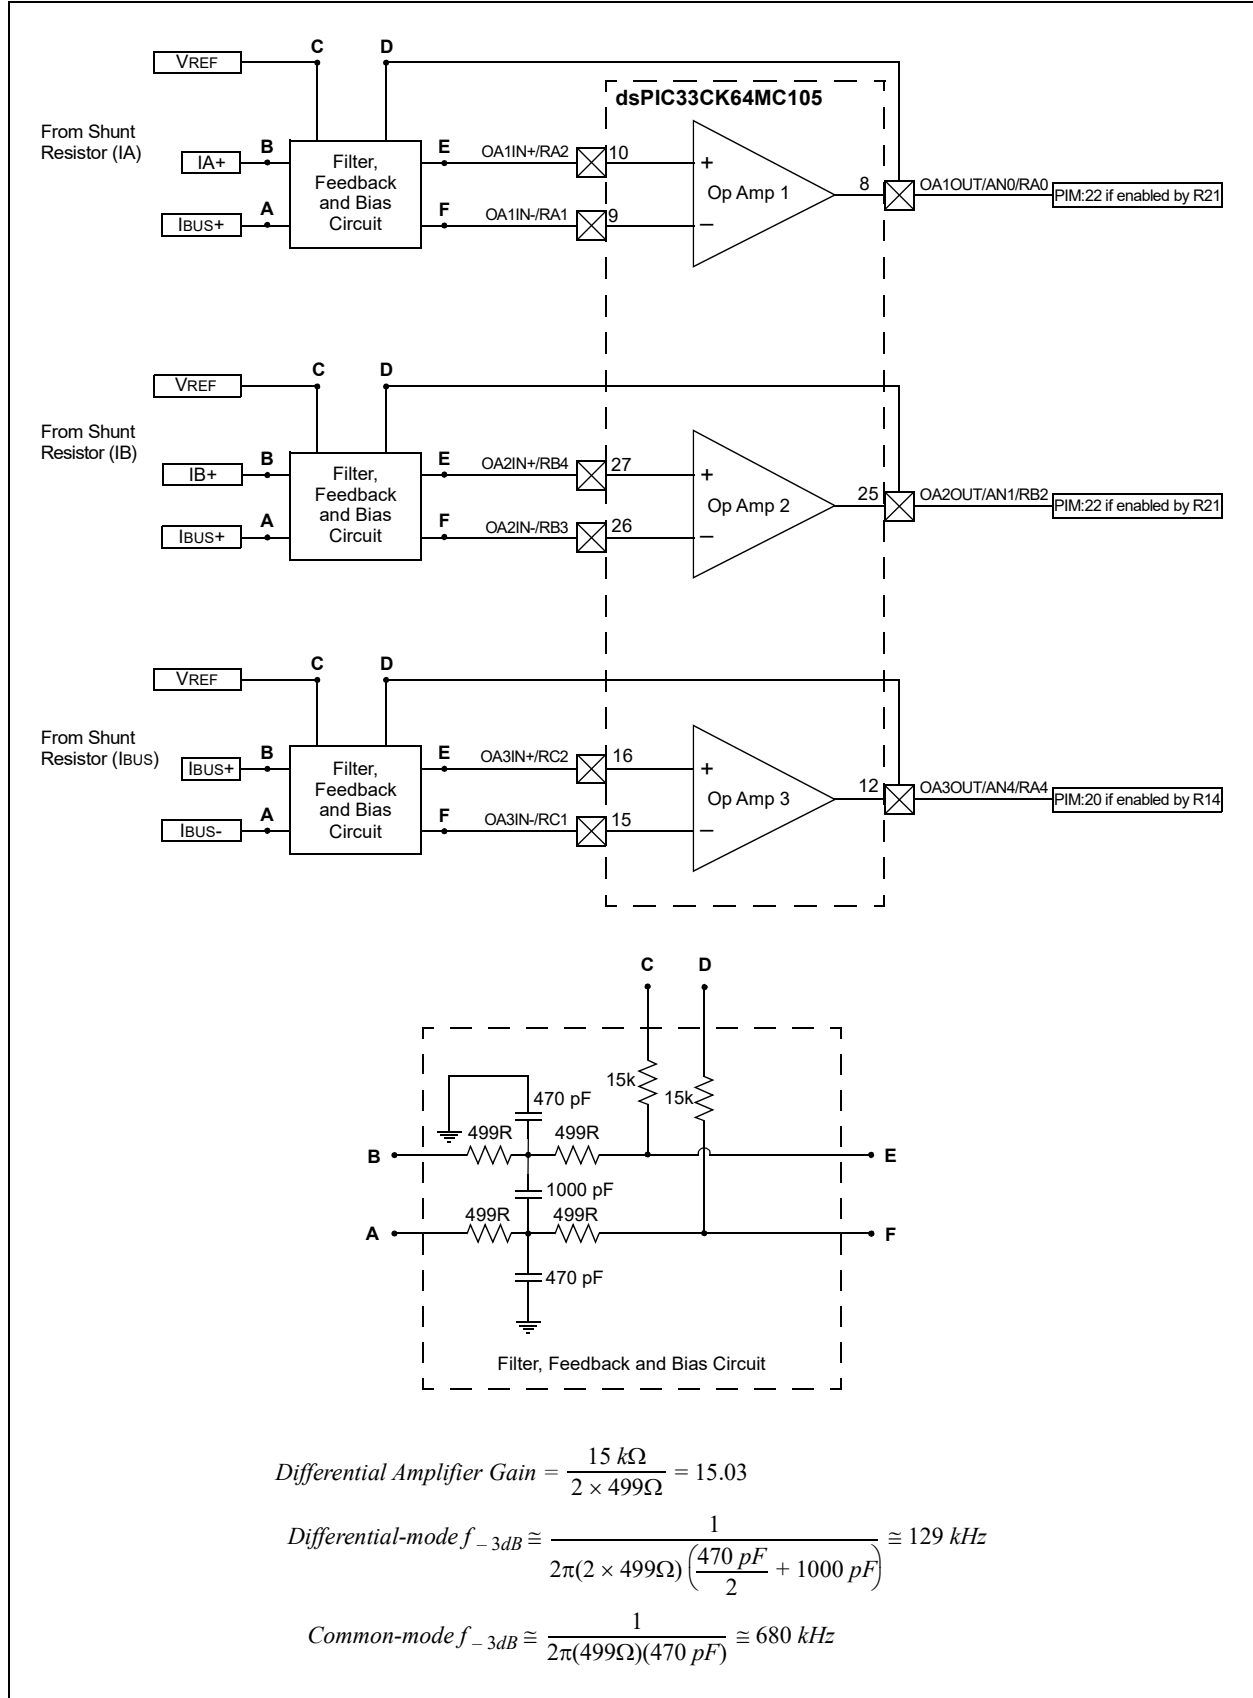 C D
VREF
dsPIC33CK64MC105
From Shunt
Resistor (IA)
B
IA+
Filter,
Feedback
and Bias
Circuit
E
OA1IN+/RA2
10
+
Op Amp 1
8
OA1OUT/AN0/RA0
PIM:22 if enabled by R21
A
IBUS+
F
OA1IN-/RA1
9
–
C D
VREF
From Shunt
Resistor (IB)
B
IB+
Filter,
Feedback
and Bias
Circuit
E
OA2IN+/RB4
27
+
Op Amp 2
25
OA2OUT/AN1/RB2
PIM:22 if enabled by R21
A
IBUS+
F
OA2IN-/RB3
26
–
C D
VREF
From Shunt
Resistor (IBUS)
B
IBUS+
Filter,
Feedback
and Bias
Circuit
E
OA3IN+/RC2
16
+
Op Amp 3
12
OA3OUT/AN4/RA4
PIM:20 if enabled by R14
A
IBUS-
F
OA3IN-/RC1
15
–
C D
15k 15k
470 pF
499R 499R
B E
1000 pF
499R 499R
A F
470 pF
Filter, Feedback and Bias Circuit
Differential Amplifier Gain = 15 kΩ / (2 × 499Ω) = 15.03
Differential-mode f – 3dB ≅ 1 / (2π(2 × 499Ω)(470 pF / 2 + 1000 pF)) ≅ 129 kHz
Common-mode f – 3dB ≅ 1 / (2π(499Ω)(470 pF)) ≅ 680 kHz